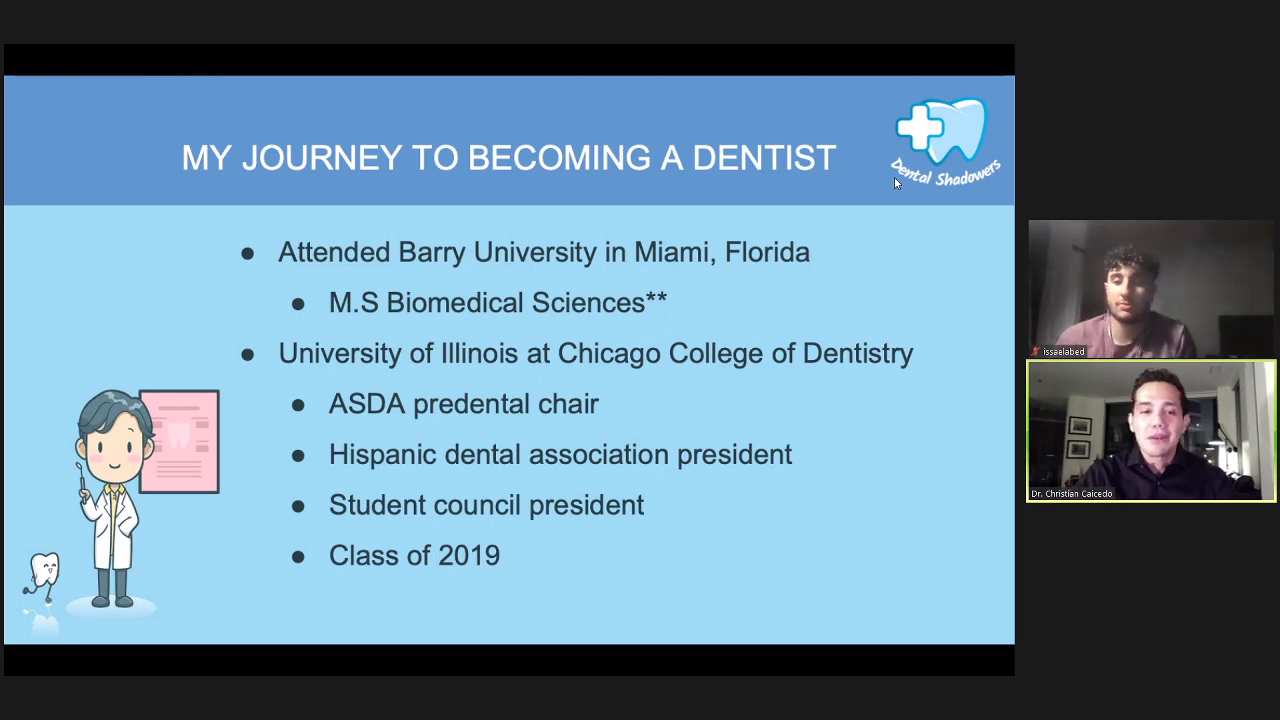 MY JOURNEY TO BECOMING A DENTIST
Dental Shadowers
● Attended Barry University in Miami, Florida
● M.S Biomedical Sciences**
● University of Illinois at Chicago College of Dentistry
● ASDA predental chair
● Hispanic dental association president
● Student council president
● Class of 2019
issaelabed
Dr. Christian Caicedo